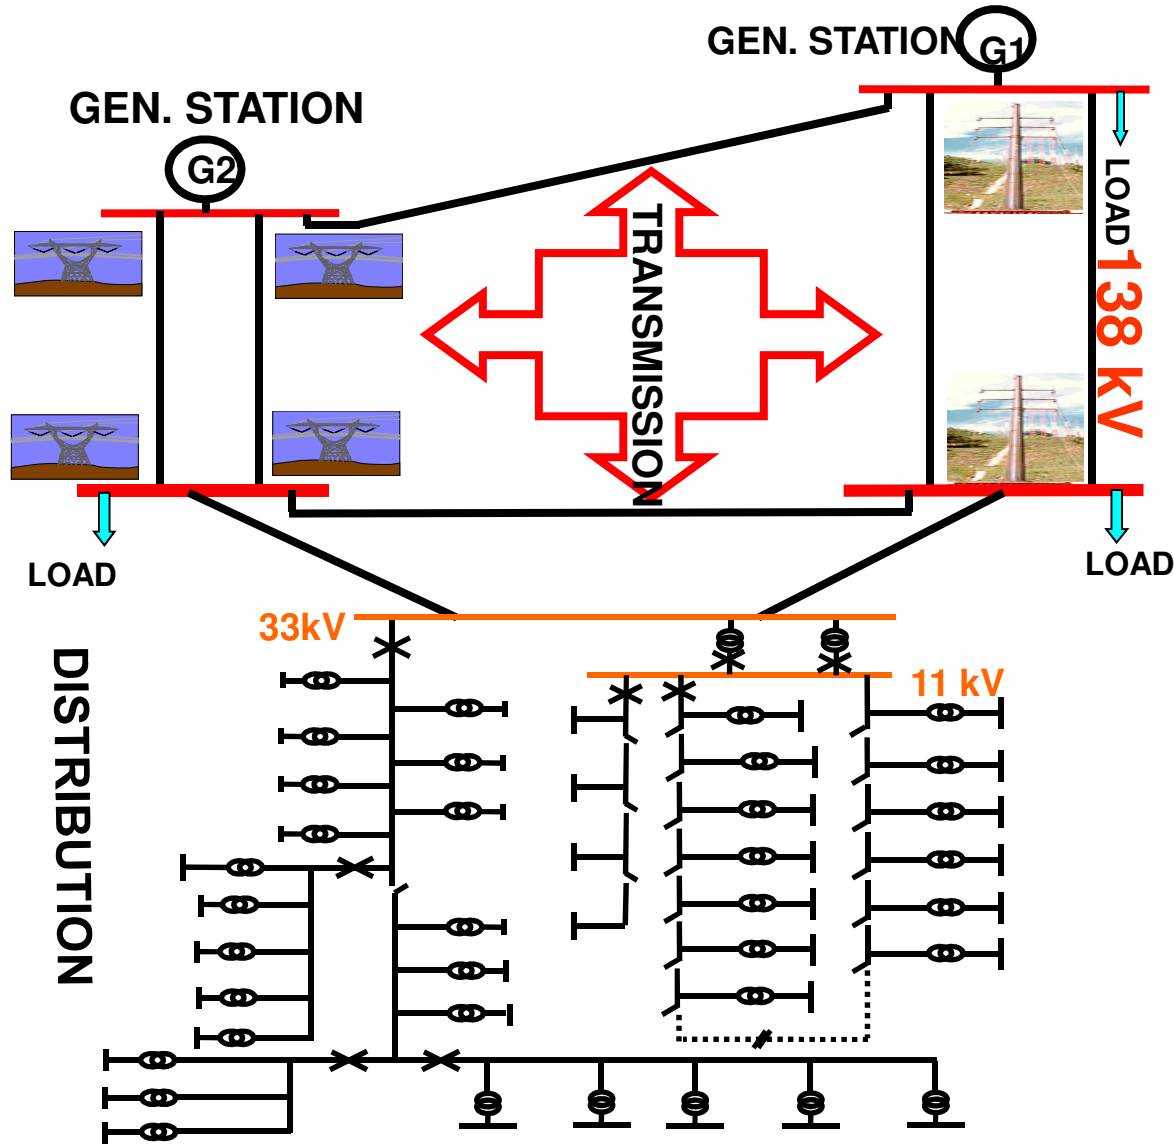 GEN. STATION
G1
GEN. STATION
G2
LOAD
138 kV
TRANSMISSION
LOAD
LOAD
33kV
11 kV
DISTRIBUTION